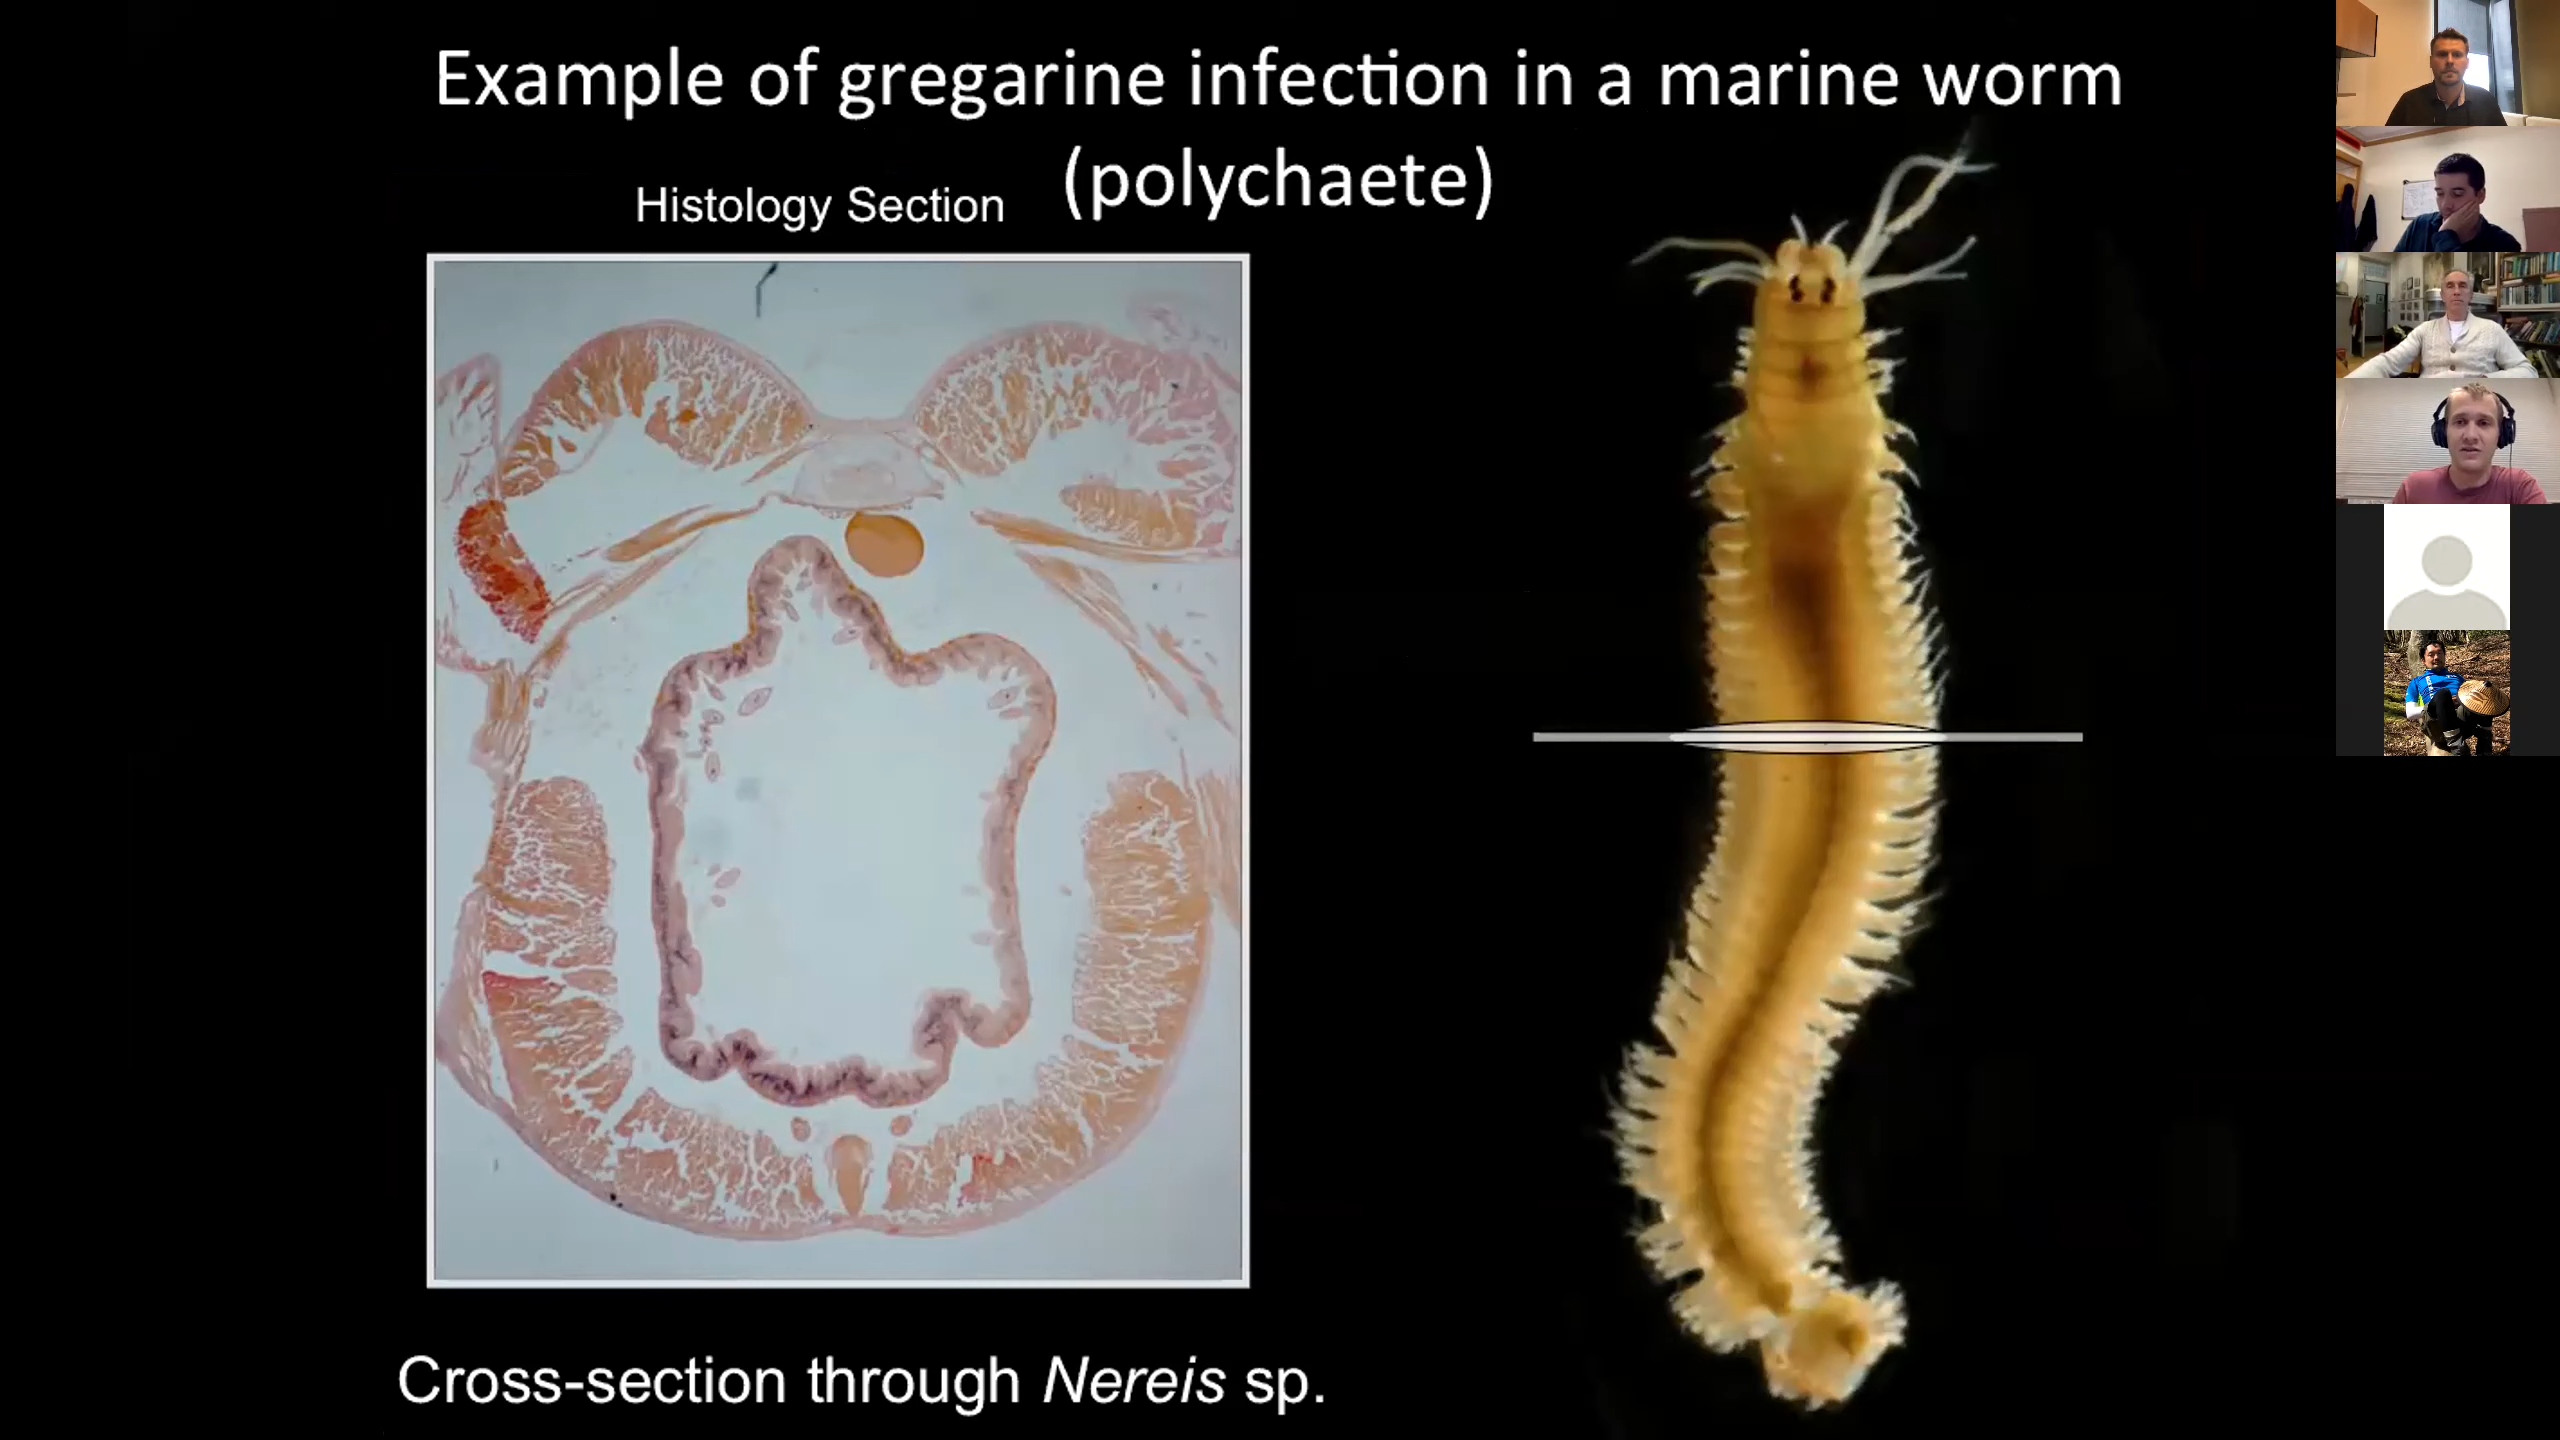 Example of gregarine infection in a marine worm
(polychaete)
Histology Section
Cross-section through Nereis sp.